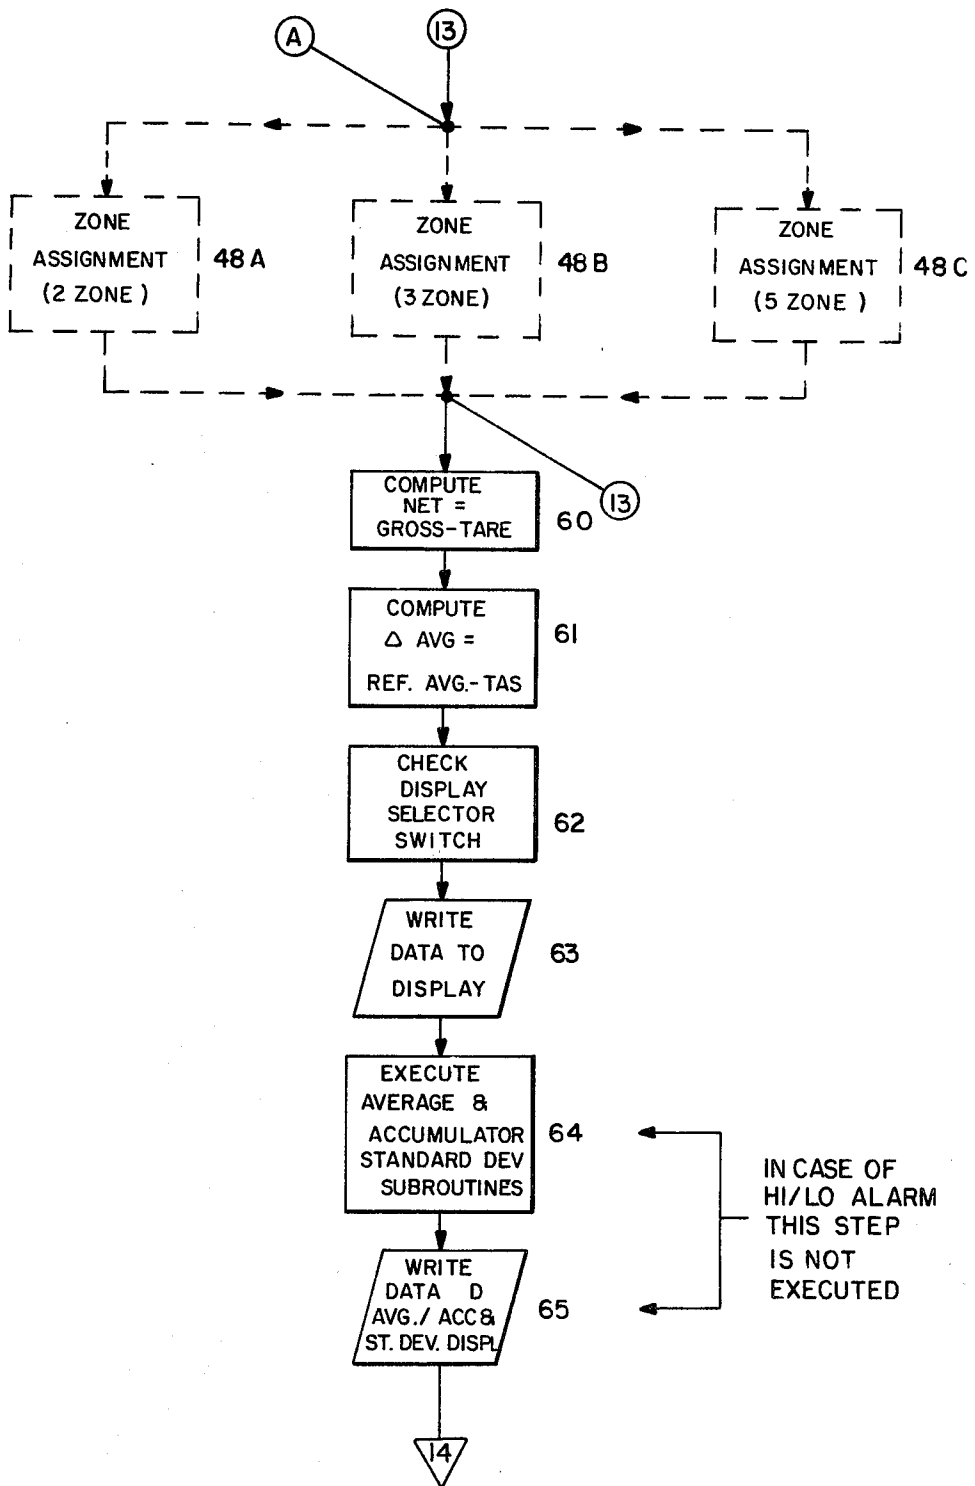 A
13
ZONE
ASSIGNMENT
(2 ZONE)
48A
ZONE
ASSIGNMENT
(3 ZONE)
48B
ZONE
ASSIGNMENT
(5 ZONE)
48C
13
COMPUTE
NET =
GROSS-TARE
60
COMPUTE
△ AVG =
REF. AVG.-TAS
61
CHECK
DISPLAY
SELECTOR
SWITCH
62
WRITE
DATA TO
DISPLAY
63
EXECUTE
AVERAGE &
ACCUMULATOR
STANDARD DEV
SUBROUTINES
64
IN CASE OF
HI/LO ALARM
THIS STEP
IS NOT
EXECUTED
WRITE
DATA D
AVG./ ACC &
ST. DEV. DISPL
65
14